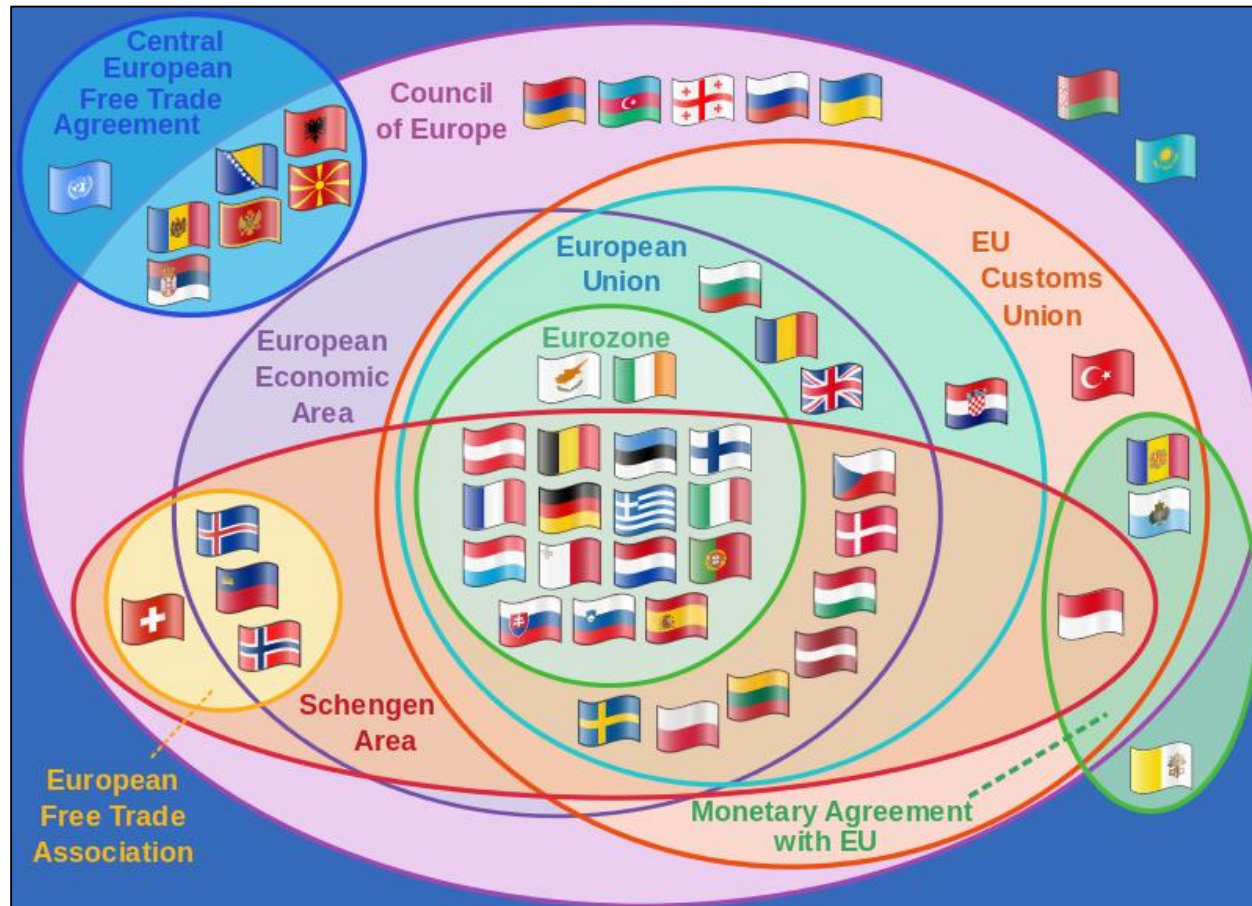 Central
European
Free Trade
Agreement
Council
of Europe
European
Union
EU
Customs
Union
Eurozone
European
Economic
Area
Schengen
Area
European
Free Trade
Association
Monetary Agreement
with EU